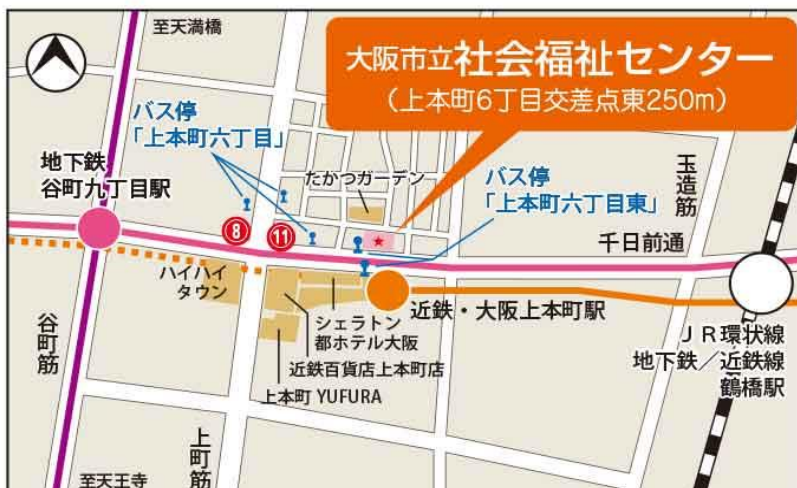 至天満橋
大阪市立社会福祉センター
（上本町6丁目交差点東250m）
バス停
「上本町六丁目」
地下鉄
谷町九丁目駅
たかつガーデン
バス停
「上本町六丁目東」
玉造筋
8
11
★
千日前通
ハイハイ
タウン
谷町筋
シェラトン
都ホテル大阪
近鉄・大阪上本町駅
近鉄百貨店上本町店
上本町 YUFURA
JR環状線
地下鉄／近鉄線
鶴橋駅
上町筋
至天王寺